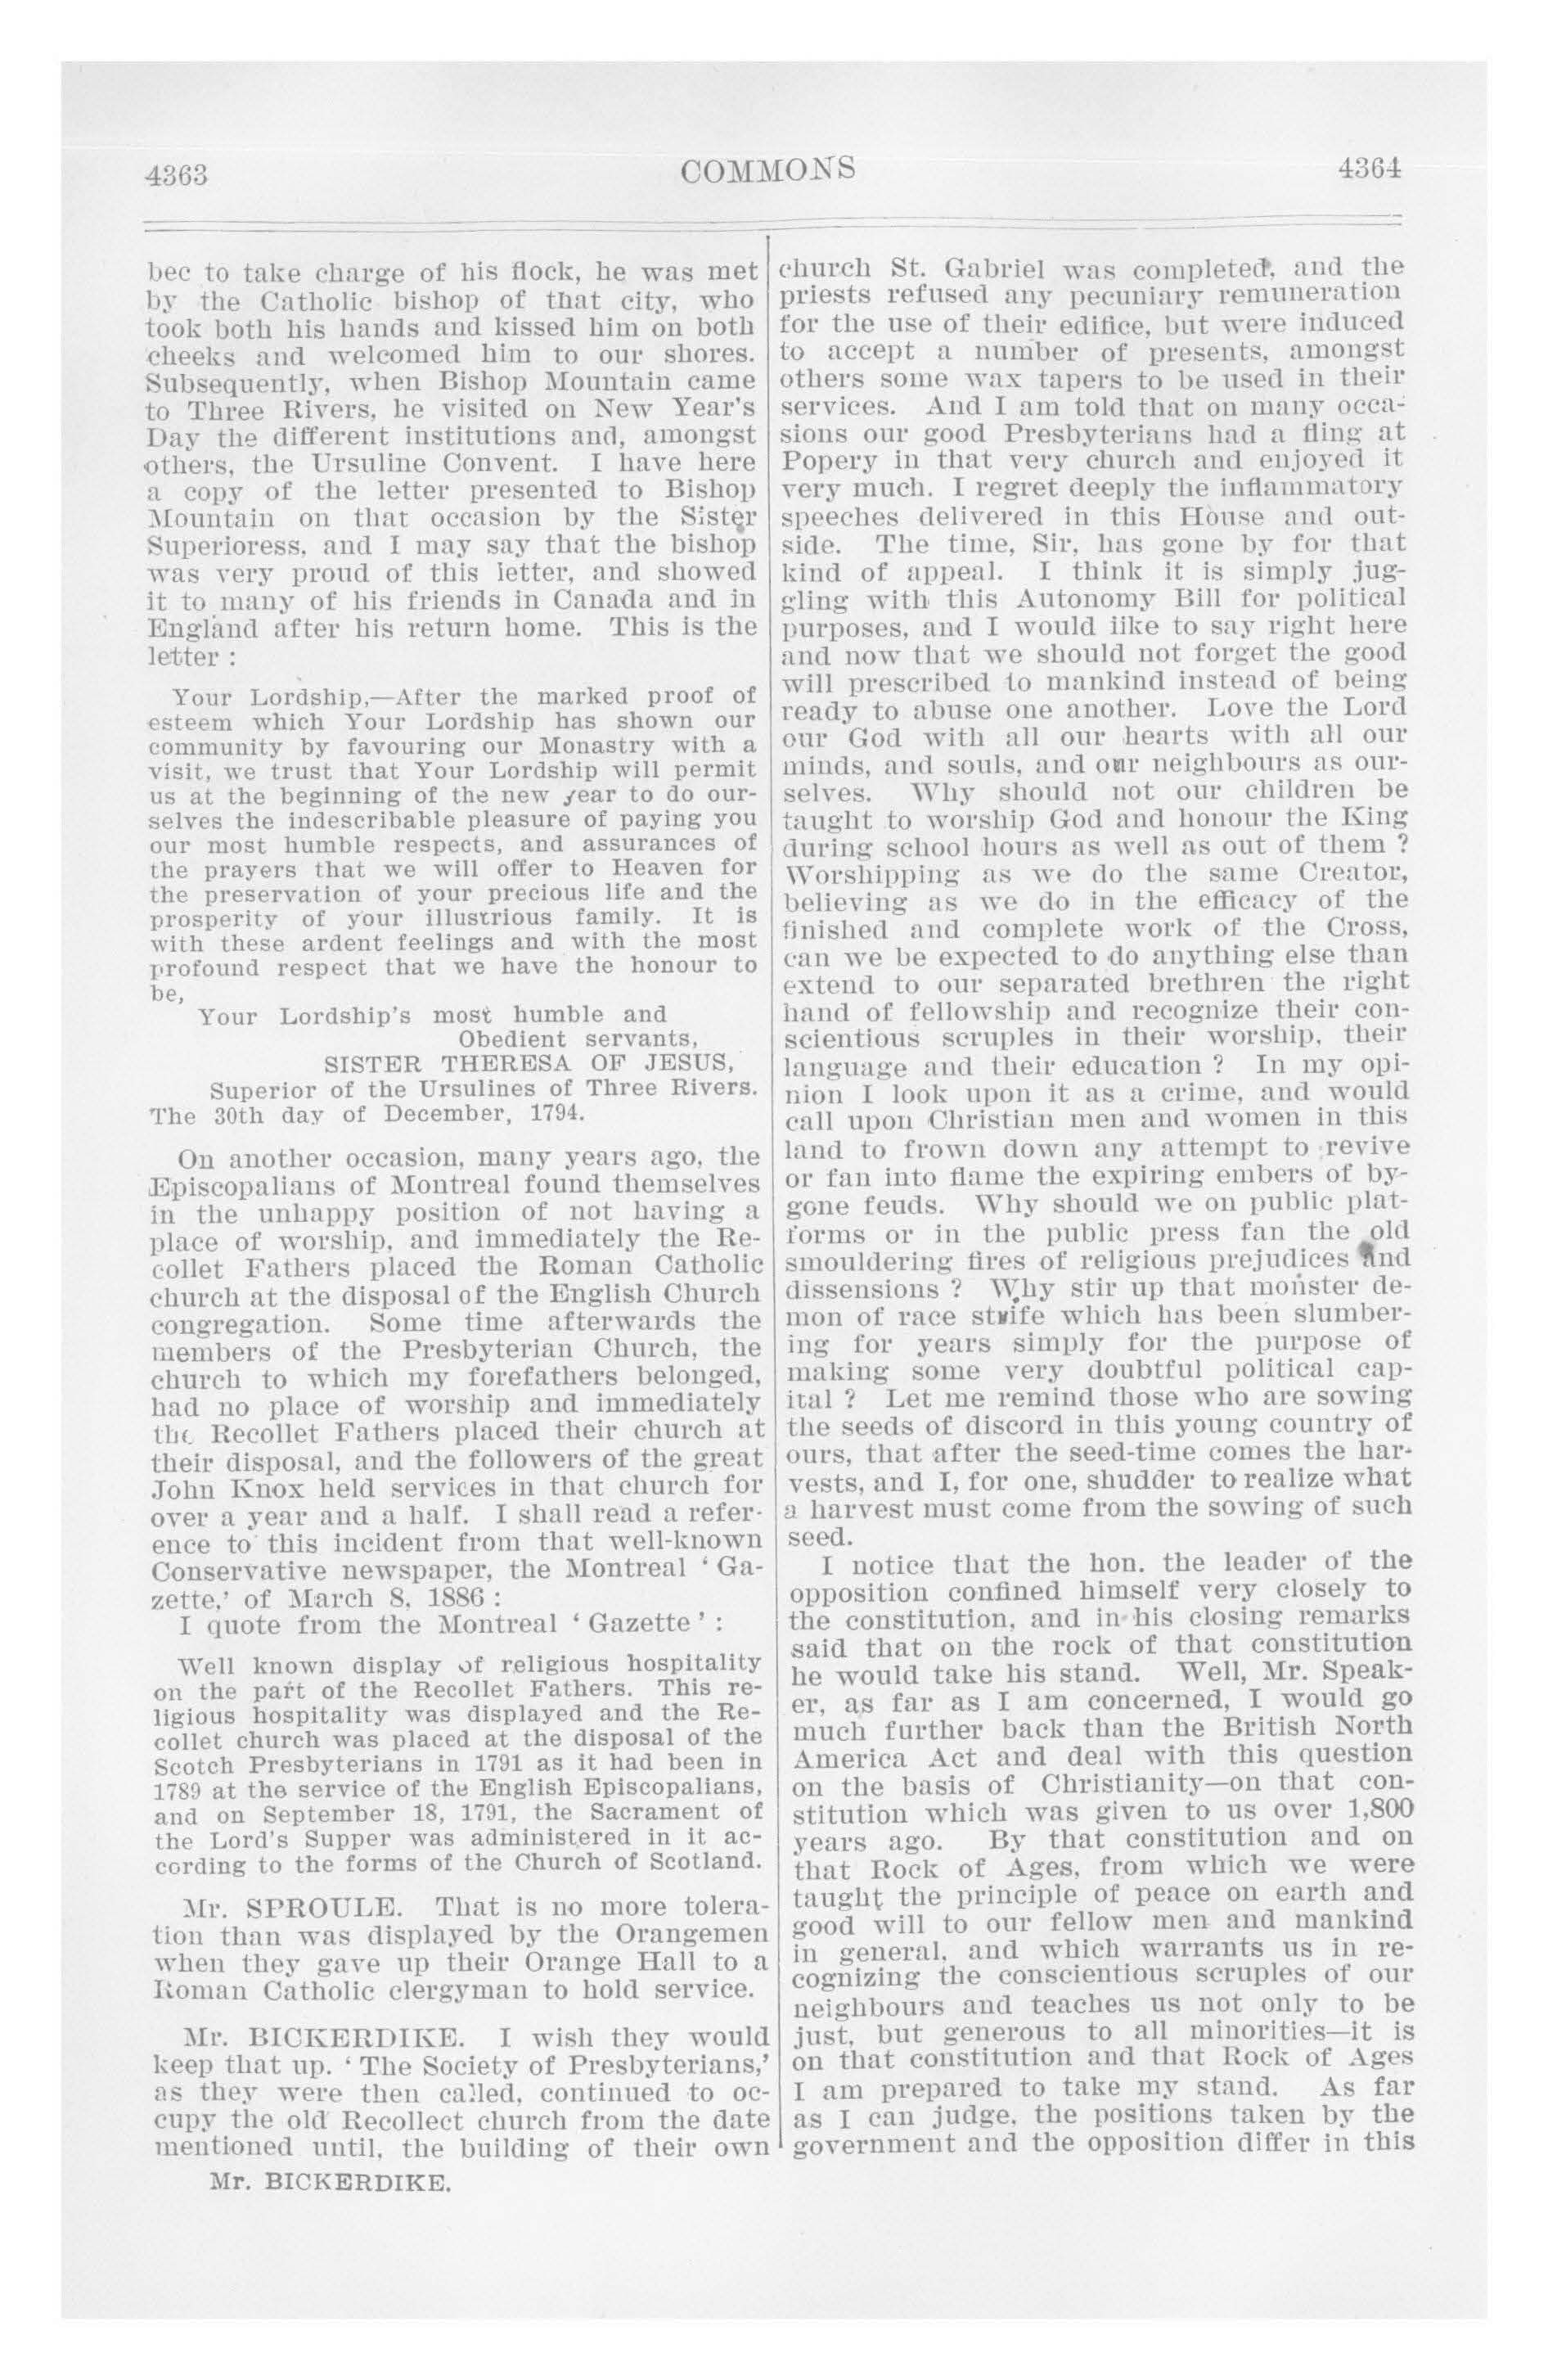 4363
COMMONS
4364
bec to take charge of his flock, he was met
by the Catholic bishop of that city, who
took both his hands and kissed him on both
cheeks and welcomed him to our shores.
Subsequently, when Bishop Mountain came
to Three Rivers, he visited on New Year's
Day the different institutions and, amongst
others, the Ursuline Convent. I have here
a copy of the letter presented to Bishop
Mountain on that occasion by the Sister
Superioress, and I may say that the bishop
was very proud of this letter, and showed
it to many of his friends in Canada and in
England after his return home. This is the
letter :
Your Lordship,—After the marked proof of
esteem which Your Lordship has shown our
community by favouring our Monastry with a
visit, we trust that Your Lordship will permit
us at the beginning of the new year to do our-
selves the indescribable pleasure of paying you
our most humble respects, and assurances of
the prayers that we will offer to Heaven for
the preservation of your precious life and the
prosperity of your illustrious family. It is
with these ardent feelings and with the most
profound respect that we have the honour to
be,
Your Lordship's most humble and
Obedient servants,
SISTER THERESA OF JESUS,
Superior of the Ursulines of Three Rivers.
The 30th day of December, 1794.
On another occasion, many years ago, the
Episcopalians of Montreal found themselves
in the unhappy position of not having a
place of worship, and immediately the Re-
collet Fathers placed the Roman Catholic
church at the disposal of the English Church
congregation. Some time afterwards the
members of the Presbyterian Church, the
church to which my forefathers belonged,
had no place of worship and immediately
the Recollet Fathers placed their church at
their disposal, and the followers of the great
John Knox held services in that church for
over a year and a half. I shall read a refer-
ence to this incident from that well-known
Conservative newspaper, the Montreal ' Ga-
zette,' of March 8, 1886 :
I quote from the Montreal ' Gazette ' :
Well known display of religious hospitality
on the part of the Recollet Fathers. This re-
ligious hospitality was displayed and the Re-
collet church was placed at the disposal of the
Scotch Presbyterians in 1791 as it had been in
1789 at the service of the English Episcopalians,
and on September 18, 1791, the Sacrament of
the Lord's Supper was administered in it ac-
cording to the forms of the Church of Scotland.
Mr. SPROULE. That is no more tolera-
tion than was displayed by the Orangemen
when they gave up their Orange Hall to a
Roman Catholic clergyman to hold service.
Mr. BICKERDIKE. I wish they would
keep that up. ' The Society of Presbyterians,'
as they were then called, continued to oc-
cupy the old Recollect church from the date
mentioned until, the building of their own
Mr. BICKERDIKE.
church St. Gabriel was completed, and the
priests refused any pecuniary remuneration
for the use of their edifice, but were induced
to accept a number of presents, amongst
others some wax tapers to be used in their
services. And I am told that on many occa-
sions our good Presbyterians had a fling at
Popery in that very church and enjoyed it
very much. I regret deeply the inflammatory
speeches delivered in this House and out-
side. The time, Sir, has gone by for that
kind of appeal. I think it is simply jug-
gling with this Autonomy Bill for political
purposes, and I would like to say right here
and now that we should not forget the good
will prescribed to mankind instead of being
ready to abuse one another. Love the Lord
our God with all our hearts with all our
minds, and souls, and our neighbours as our-
selves. Why should not our children be
taught to worship God and honour the King
during school hours as well as out of them ?
Worshipping as we do the same Creator,
believing as we do in the efficacy of the
finished and complete work of the Cross,
can we be expected to do anything else than
extend to our separated brethren the right
hand of fellowship and recognize their con-
scientious scruples in their worship, their
language and their education ? In my opi-
nion I look upon it as a crime, and would
call upon Christian men and women in this
land to frown down any attempt to revive
or fan into flame the expiring embers of by-
gone feuds. Why should we on public plat-
forms or in the public press fan the old
smouldering fires of religious prejudices and
dissensions ? Why stir up that monster de-
mon of race strife which has been slumber-
ing for years simply for the purpose of
making some very doubtful political cap-
ital ? Let me remind those who are sowing
the seeds of discord in this young country of
ours, that after the seed-time comes the har-
vests, and I, for one, shudder to realize what
a harvest must come from the sowing of such
seed.
I notice that the hon. the leader of the
opposition confined himself very closely to
the constitution, and in his closing remarks
said that on the rock of that constitution
he would take his stand. Well, Mr. Speak-
er, as far as I am concerned, I would go
much further back than the British North
America Act and deal with this question
on the basis of Christianity—on that con-
stitution which was given to us over 1,800
years ago. By that constitution and on
that Rock of Ages, from which we were
taught the principle of peace on earth and
good will to our fellow men and mankind
in general, and which warrants us in re-
cognizing the conscientious scruples of our
neighbours and teaches us not only to be
just, but generous to all minorities—it is
on that constitution and that Rock of Ages
I am prepared to take my stand. As far
as I can judge, the positions taken by the
government and the opposition differ in this